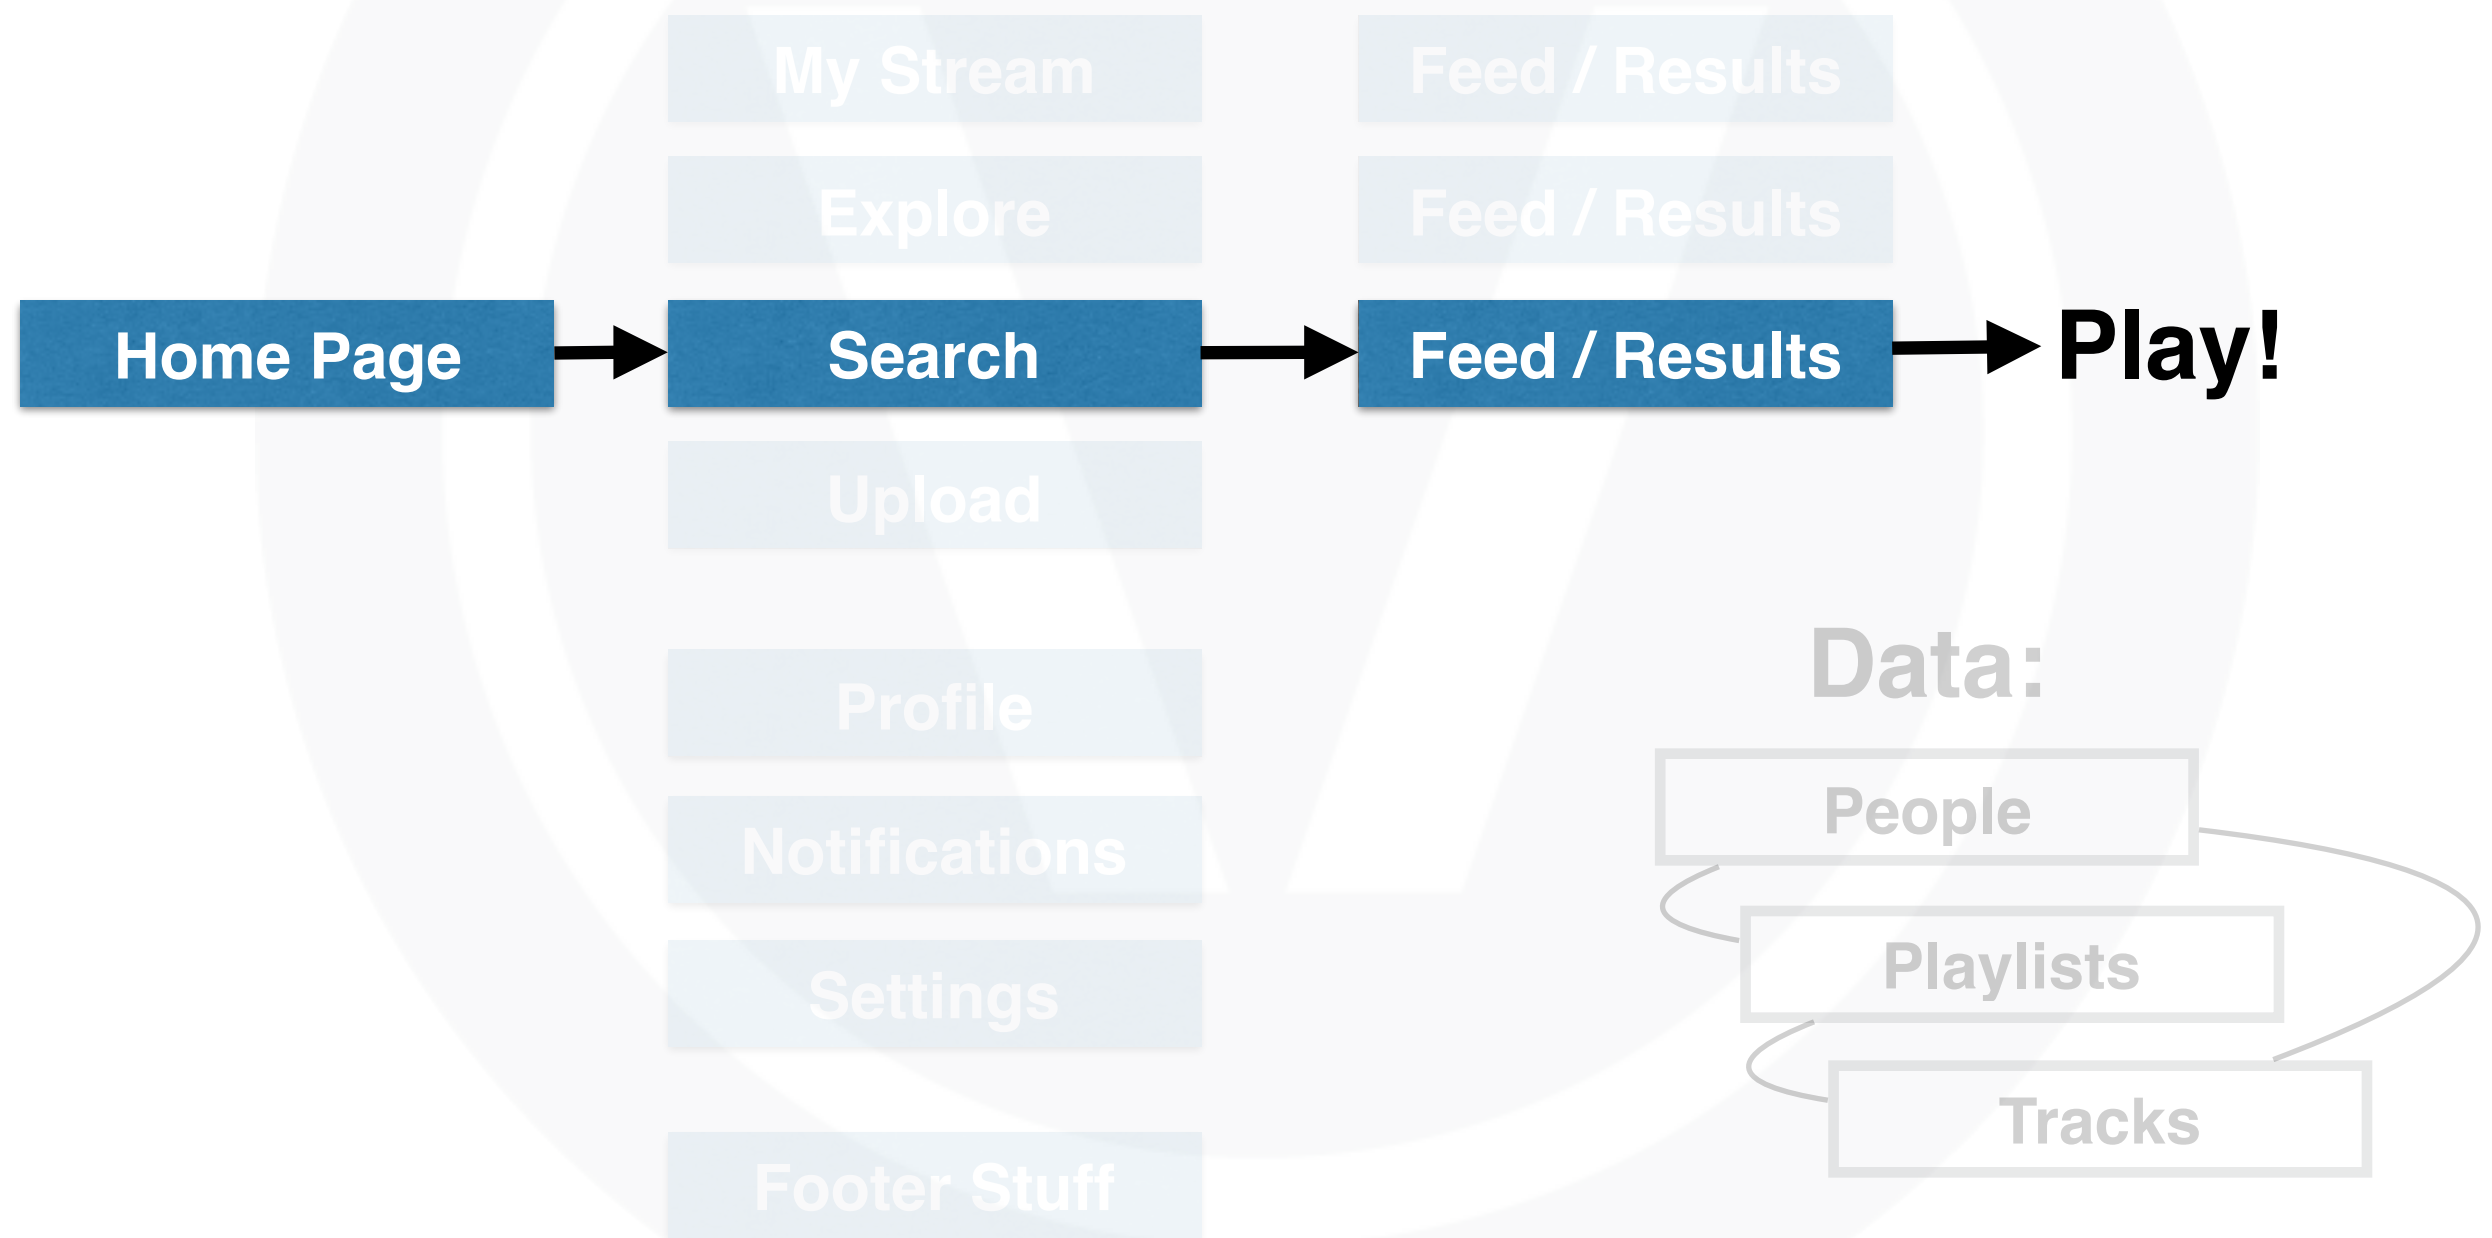 My Stream
Feed / Results
Explore
Feed / Results
Home Page
Search
Feed / Results
Play!
Upload
Profile
Notifications
Settings
Footer Stuff
Data:
People
Playlists
Tracks